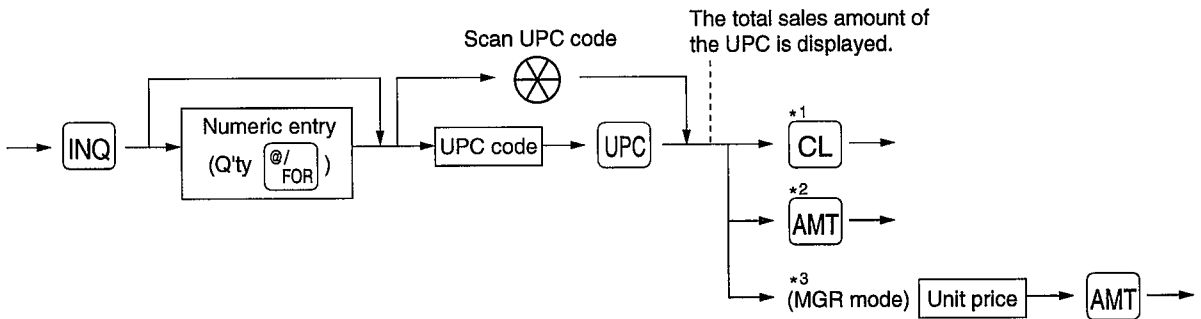 The total sales amount of
the UPC is displayed.
Scan UPC code
INQ
Numeric entry
(Q'ty @/FOR )
UPC code
UPC
*1
CL
*2
AMT
*3
(MGR mode) Unit price AMT